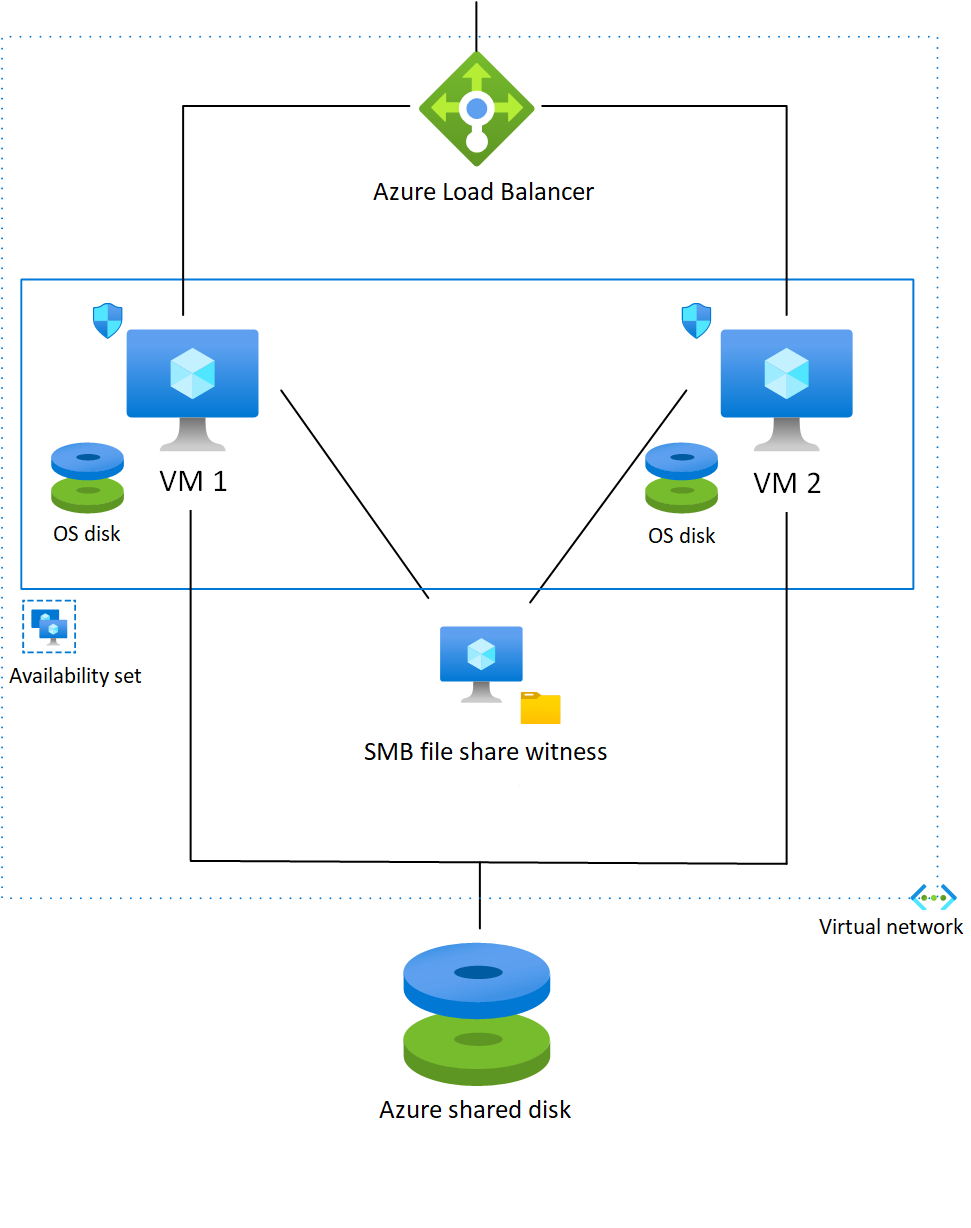 Azure Load Balancer
VM 1
VM 2
OS disk
OS disk
Availability set
SMB file share witness
Virtual network
Azure shared disk